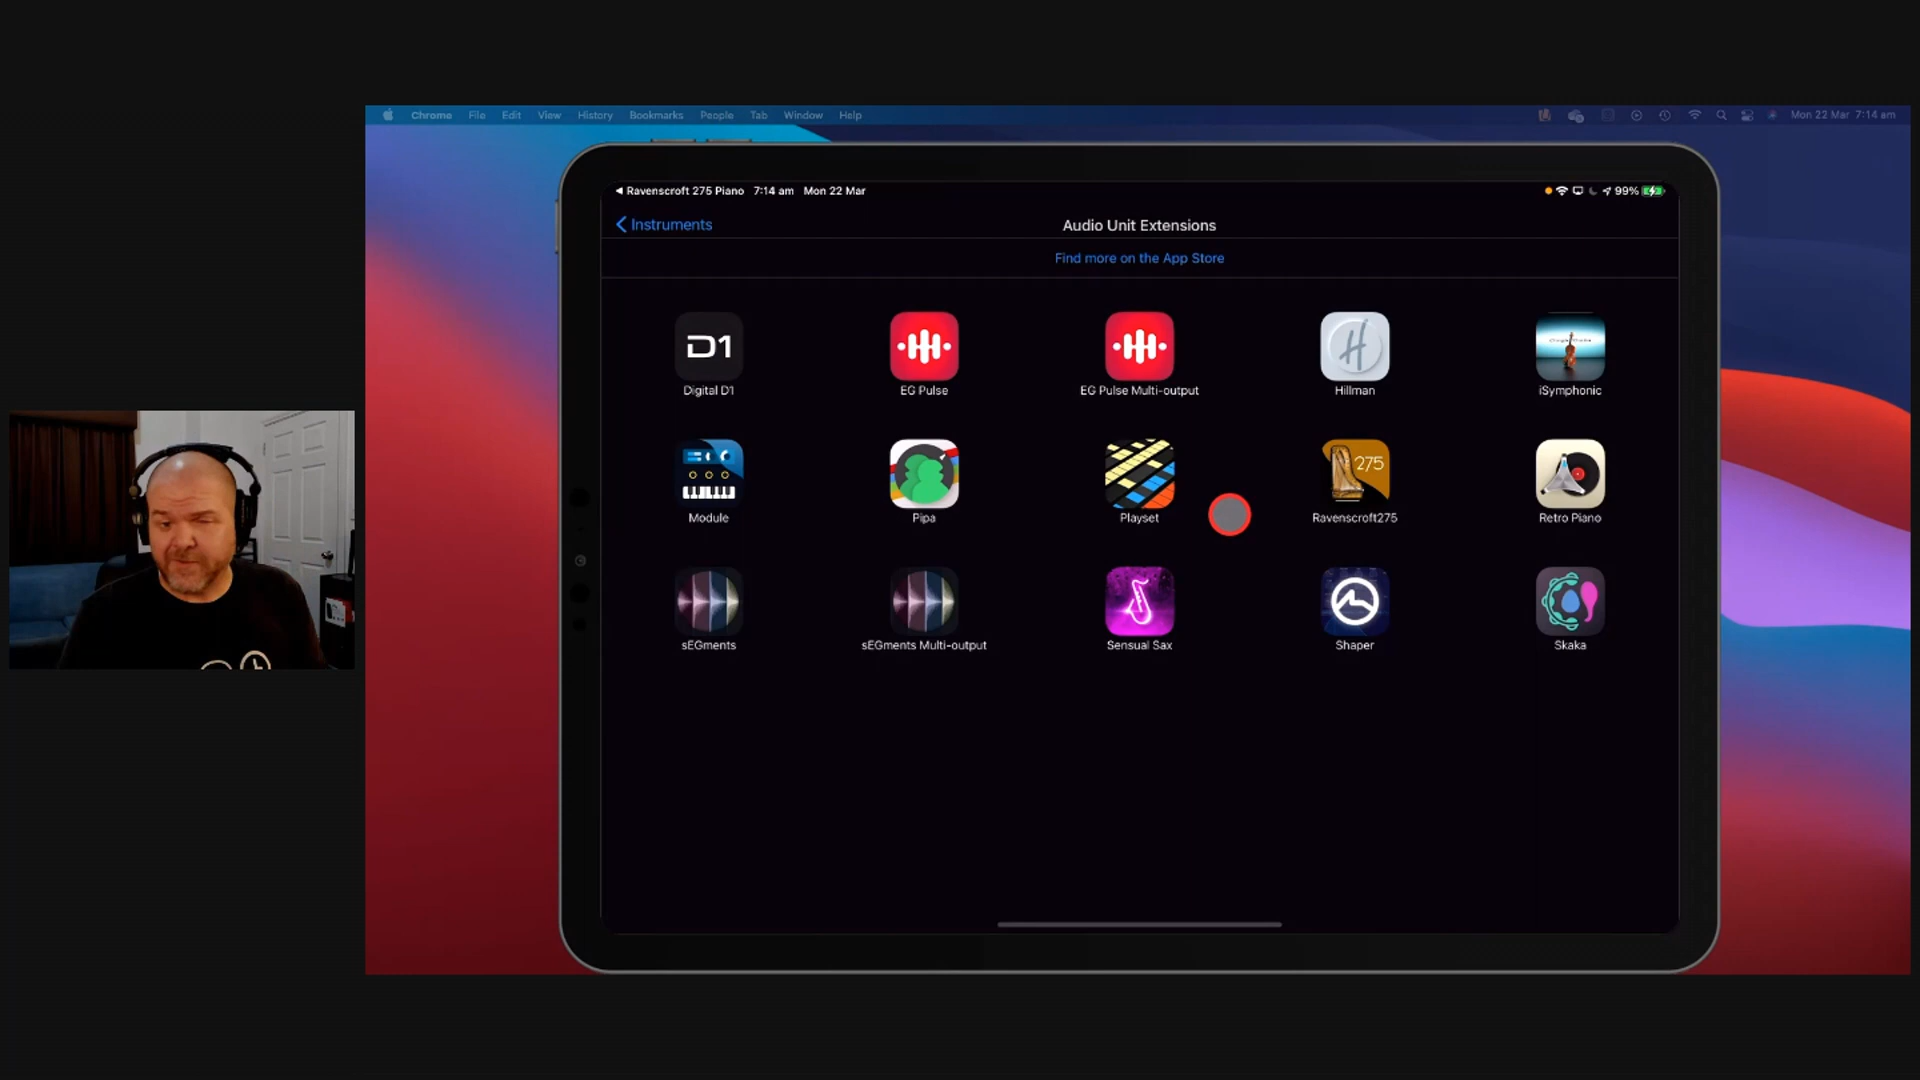 Chrome File Edit View History Bookmarks People Tab Window Help Mon 22 Mar 7:14 am
Ravenscroft 275 Piano 7:14 am Mon 22 Mar 99%
Instruments Audio Unit Extensions
Find more on the App Store
D1
Digital D1 EG Pulse EG Pulse Multi-output Hillman iSymphonic
275
Module Pipa Playset Ravenscroft275 Retro Piano
sEGments sEGments Multi-output Sensual Sax Shaper Skaka